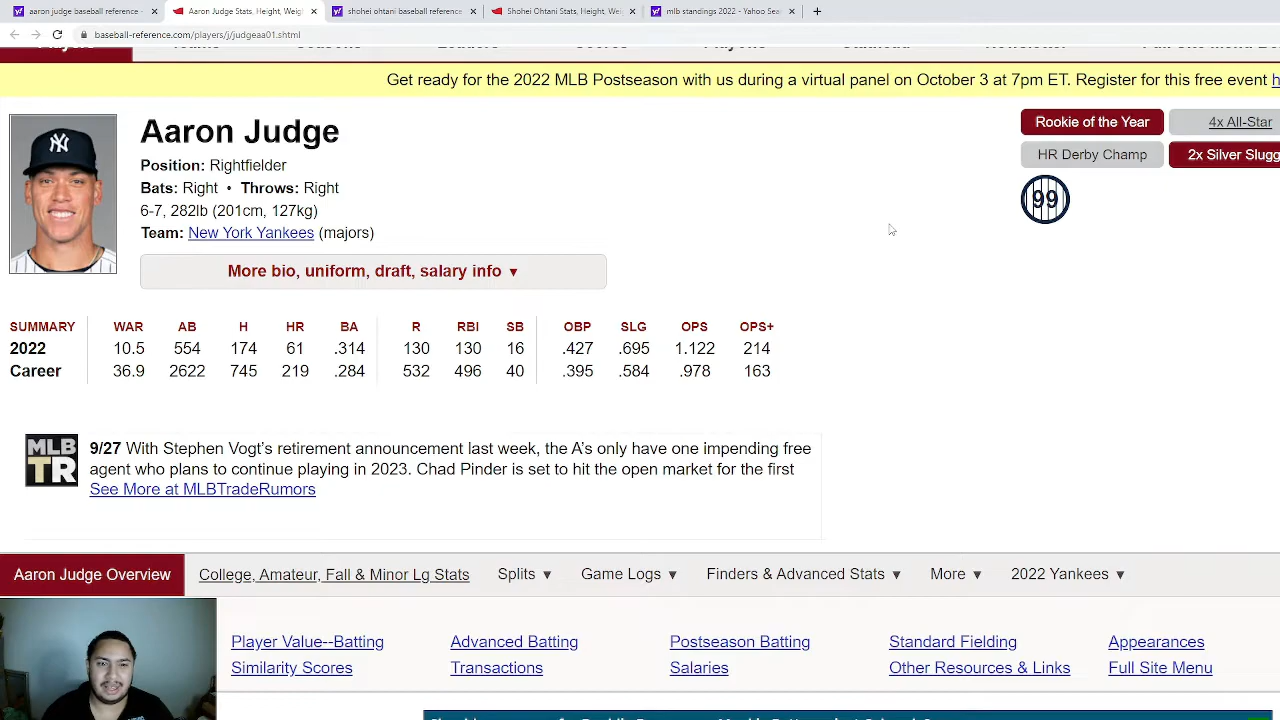 aaron judge baseball reference -
Aaron Judge Stats, Height, Weigh
shohei ohtani baseball reference
Shohei Ohtani Stats, Height, We
mlb standings 2022 - Yahoo Sea
baseball-reference.com/players/j/judgeaa01.shtml
Get ready for the 2022 MLB Postseason with us during a virtual panel on October 3 at 7pm ET. Register for this free event h
Aaron Judge
Position: Rightfielder
Bats: Right • Throws: Right
6-7, 282lb (201cm, 127kg)
Team: New York Yankees (majors)
More bio, uniform, draft, salary info ▼
Rookie of the Year
4x All-Star
HR Derby Champ
2x Silver Slugg
99
SUMMARY WAR AB H HR BA R RBI SB OBP SLG OPS OPS+
2022 10.5 554 174 61 .314 130 130 16 .427 .695 1.122 214
Career 36.9 2622 745 219 .284 532 496 40 .395 .584 .978 163
MLB
TR
9/27 With Stephen Vogt's retirement announcement last week, the A's only have one impending free
agent who plans to continue playing in 2023. Chad Pinder is set to hit the open market for the first
See More at MLBTradeRumors
Aaron Judge Overview College, Amateur, Fall & Minor Lg Stats Splits ▼ Game Logs ▼ Finders & Advanced Stats ▼ More ▼ 2022 Yankees ▼
Player Value--Batting Advanced Batting Postseason Batting Standard Fielding Appearances
Similarity Scores Transactions Salaries Other Resources & Links Full Site Menu